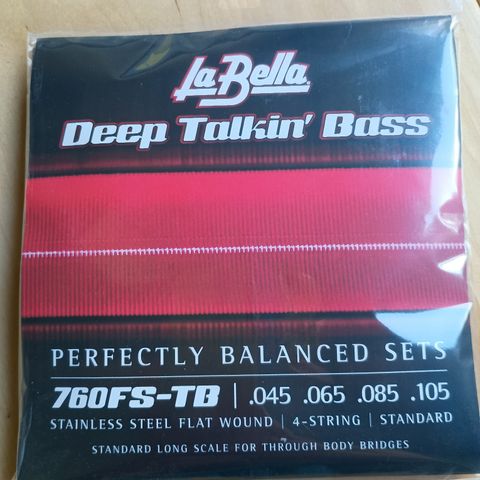 La Bella
Deep Talkin' Bass
PERFECTLY BALANCED SETS
760FS-TB | .045 .065 .085 .105
STAINLESS STEEL FLAT WOUND | 4-STRING | STANDARD
STANDARD LONG SCALE FOR THROUGH BODY BRIDGES